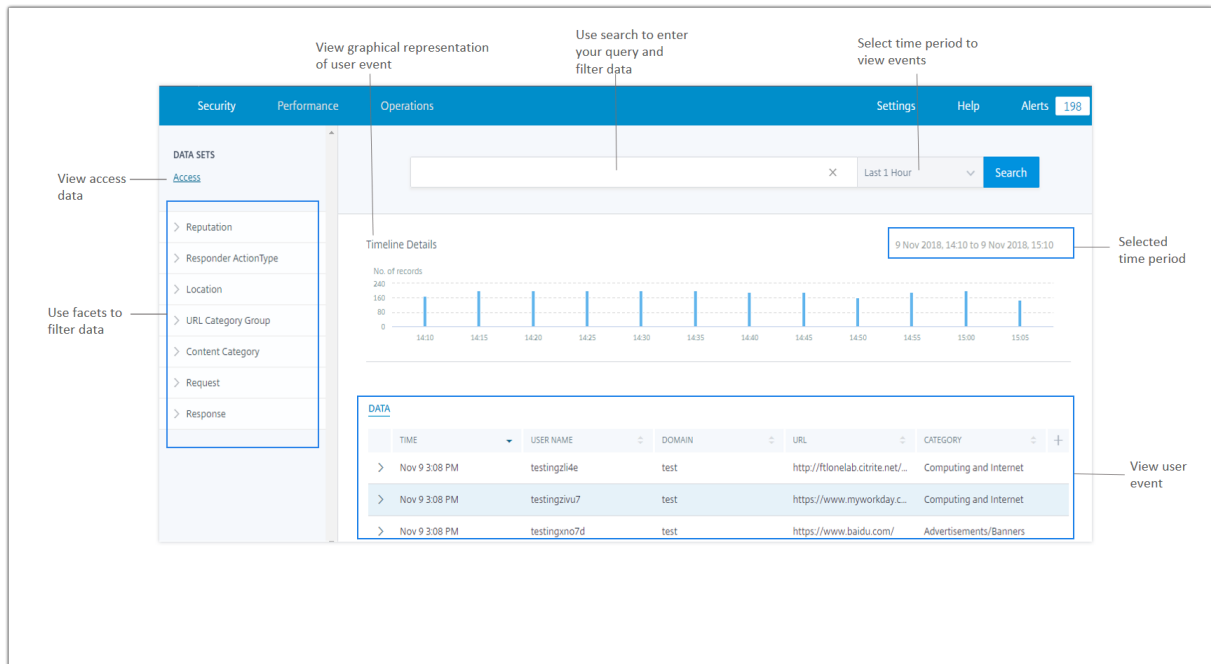 View graphical representation
of user event
Use search to enter
your query and
filter data
Select time period to
view events
Security Performance Operations Settings Help Alerts 198
DATA SETS
Access
View access
data
Last 1 Hour Search
Reputation
Responder ActionType
Location
URL Category Group
Content Category
Request
Response
Use facets to
filter data
Timeline Details
9 Nov 2018, 14:10 to 9 Nov 2018, 15:10
Selected
time period
No. of records
240
160
80
0
14:10 14:15 14:20 14:25 14:30 14:35 14:40 14:45 14:50 14:55 15:00 15:05
DATA
TIME USER NAME DOMAIN URL CATEGORY
Nov 9 3:08 PM testingzli4e test http://ftlonelab.citrite.net/... Computing and Internet
Nov 9 3:08 PM testingzivu7 test https://www.myworkday.c... Computing and Internet
Nov 9 3:08 PM testingxno7d test https://www.baidu.com/ Advertisements/Banners
View user
event